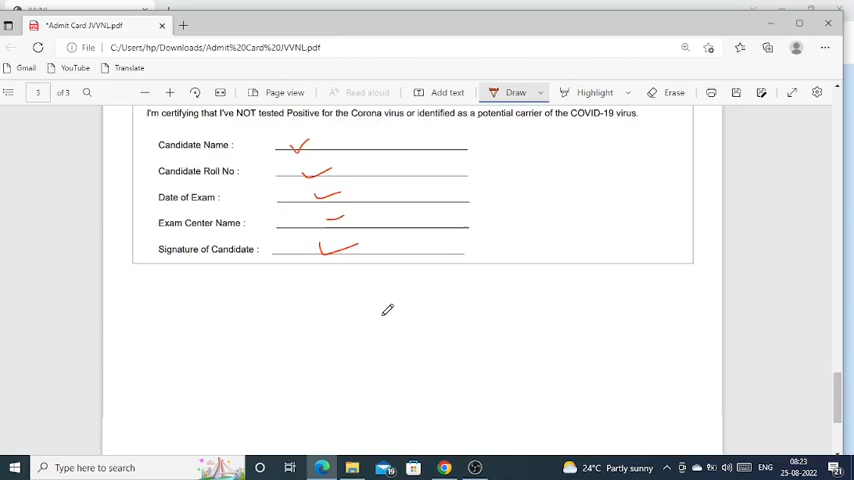 *Admit Card JVVNL.pdf
File C:/Users/hp/Downloads/Admit%20Card%20JVVNL.pdf
Gmail YouTube Translate
3 of 3 Page view Read aloud Add text Draw Highlight Erase
I'm certifying that I've NOT tested Positive for the Corona virus or identified as a potential carrier of the COVID-19 virus.
Candidate Name :
Candidate Roll No :
Date of Exam :
Exam Center Name :
Signature of Candidate :
Type here to search 19 24°C Partly sunny ENG 08:23
25-08-2022 21